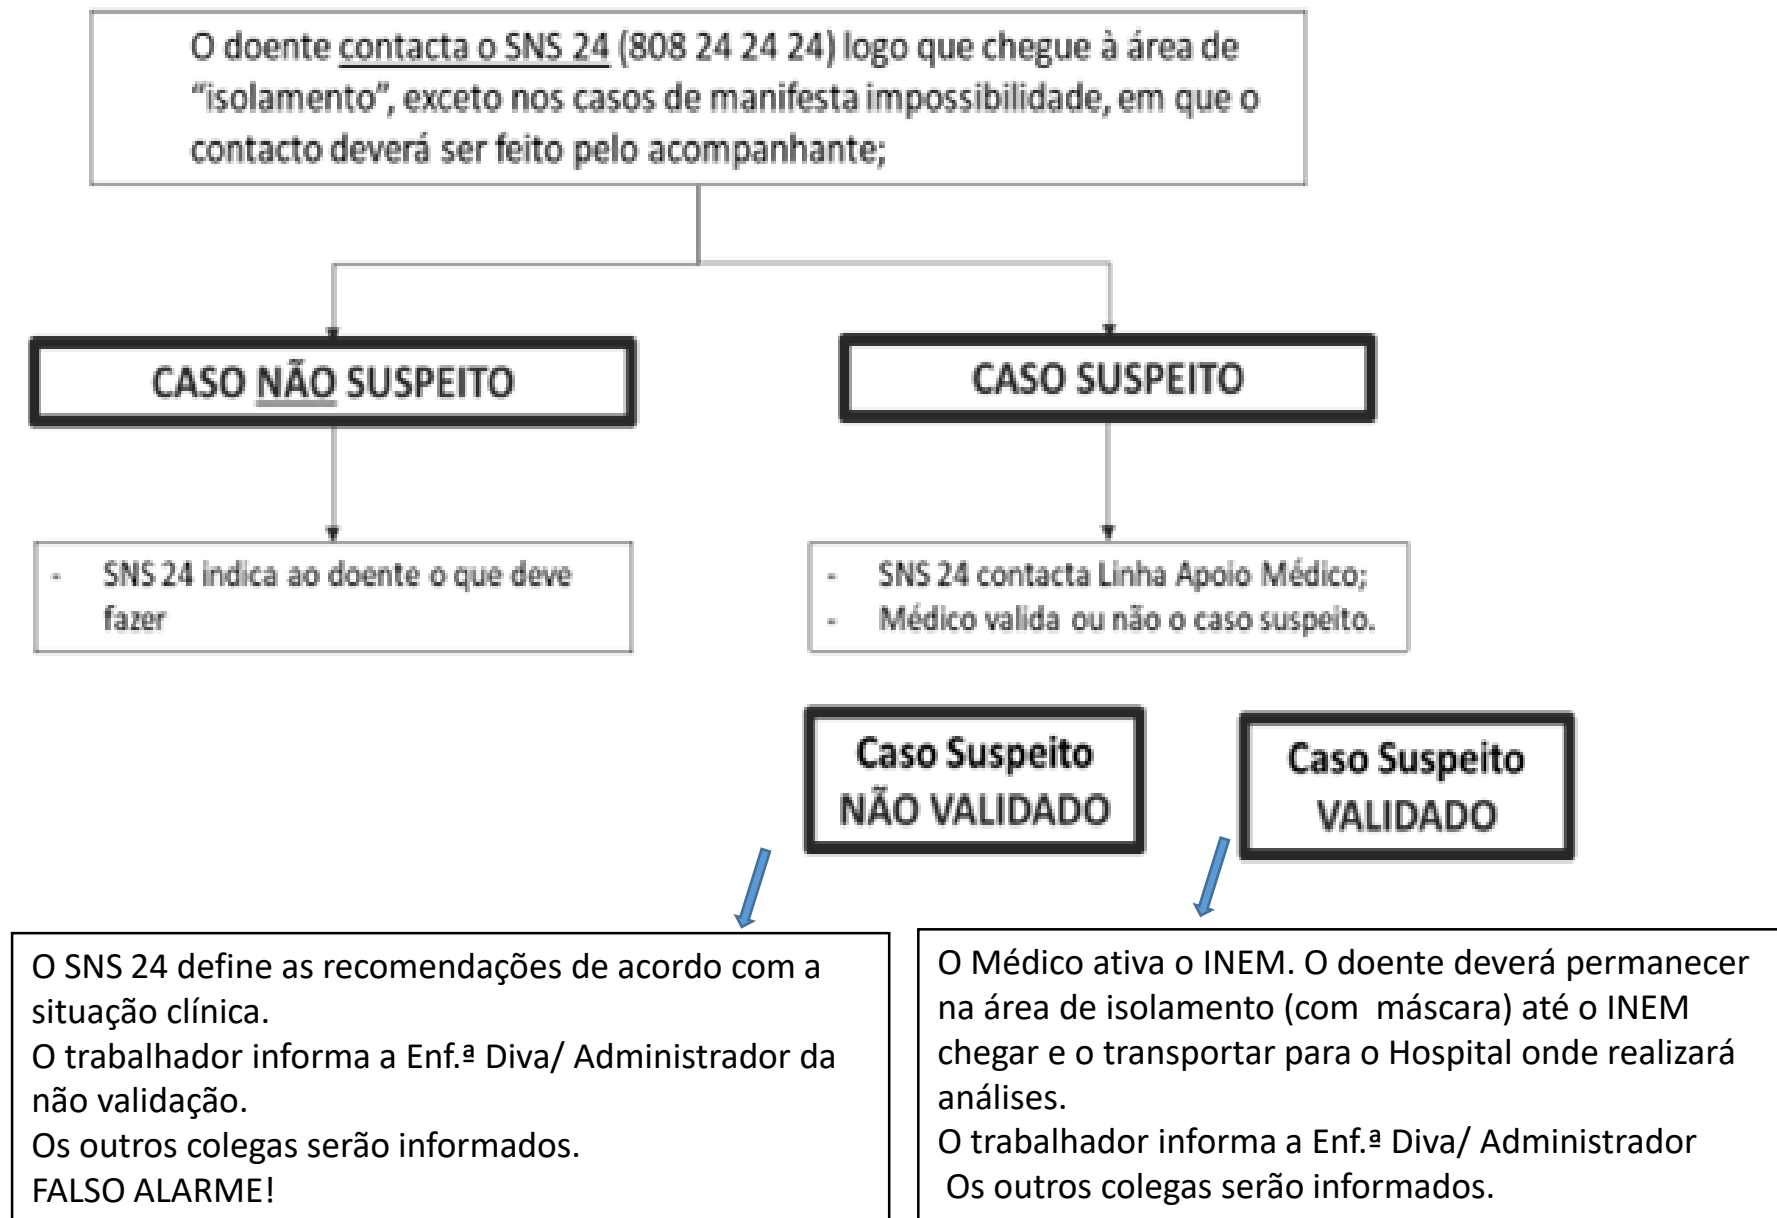 O doente contacta o SNS 24 (808 24 24 24) logo que chegue à área de
“isolamento”, exceto nos casos de manifesta impossibilidade, em que o
contacto deverá ser feito pelo acompanhante;
CASO NÃO SUSPEITO
CASO SUSPEITO
- SNS 24 indica ao doente o que deve
fazer
- SNS 24 contacta Linha Apoio Médico;
- Médico valida ou não o caso suspeito.
Caso Suspeito
NÃO VALIDADO
Caso Suspeito
VALIDADO
O SNS 24 define as recomendações de acordo com a
situação clínica.
O trabalhador informa a Enf.ª Diva/ Administrador da
não validação.
Os outros colegas serão informados.
FALSO ALARME!
O Médico ativa o INEM. O doente deverá permanecer
na área de isolamento (com máscara) até o INEM
chegar e o transportar para o Hospital onde realizará
análises.
O trabalhador informa a Enf.ª Diva/ Administrador
Os outros colegas serão informados.